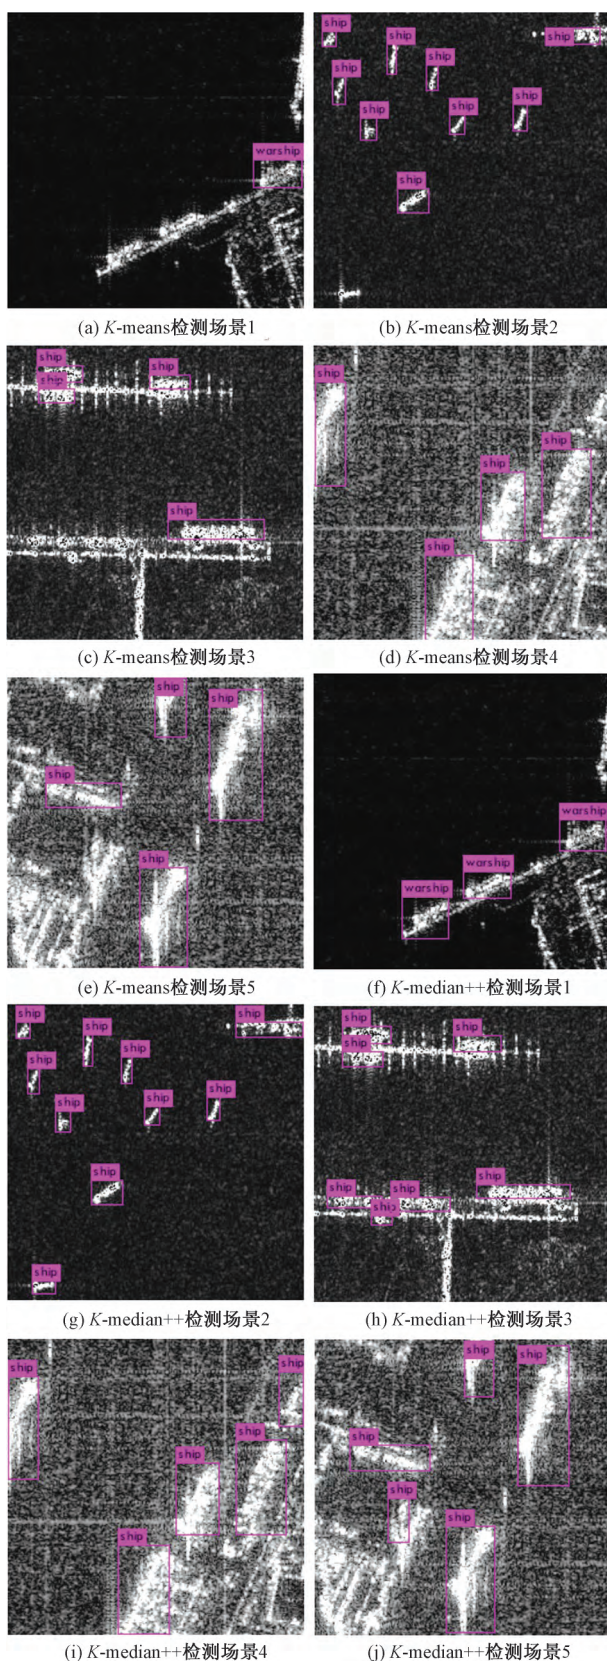 warship
(a) K-means检测场景1
ship
ship
ship
ship
ship
ship
ship
ship
ship
(b) K-means检测场景2
ship
ship
ship
ship
(c) K-means检测场景3
ship
ship
ship
ship
(d) K-means检测场景4
ship
ship
ship
ship
(e) K-means检测场景5
warship
warship
warship
(f) K-median++检测场景1
ship
ship
ship
ship
ship
ship
ship
ship
ship
ship
(g) K-median++检测场景2
ship
ship
ship
ship
ship
ship
ship
(h) K-median++检测场景3
ship
ship
ship
ship
ship
(i) K-median++检测场景4
ship
ship
ship
ship
ship
(j) K-median++检测场景5